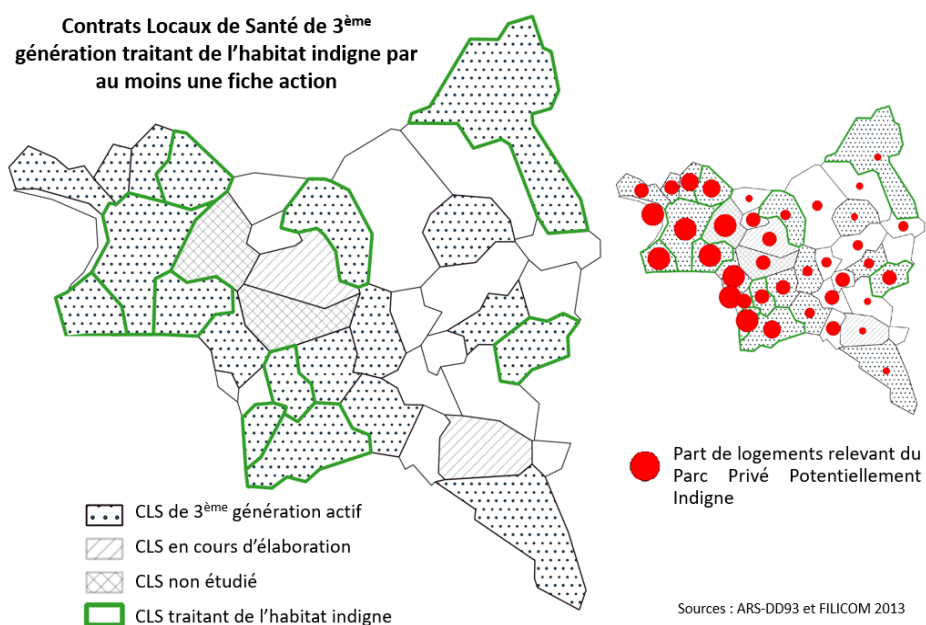 Contrats Locaux de Santé de 3ème
génération traitant de l’habitat indigne par
au moins une fiche action
Part de logements relevant du
Parc Privé Potentiellement
Indigne
CLS de 3ème génération actif
CLS en cours d’élaboration
CLS non étudié
CLS traitant de l’habitat indigne
Sources : ARS-DD93 et FILICOM 2013